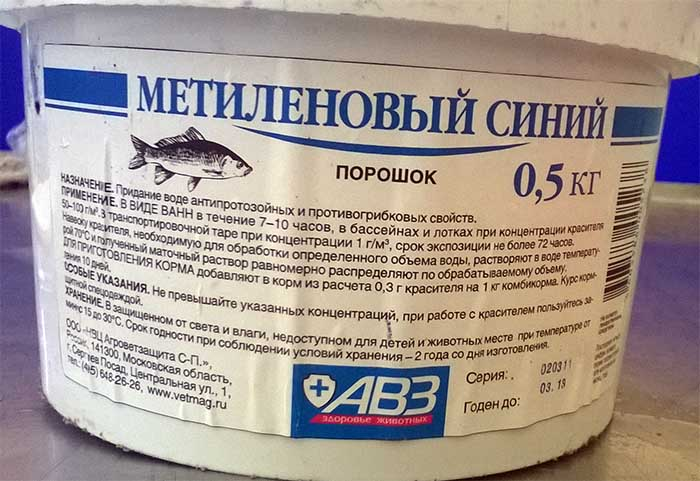 МЕТИЛЕНОВЫЙ СИНИЙ
ПОРОШОК
0,5 КГ
НАЗНАЧЕНИЕ. Придание воде антипротозойных и противогрибковых свойств.
ПРИМЕНЕНИЕ. В ВИДЕ ВАНН в течение 7–10 часов, в бассейнах и лотках при концентрации красителя
50–100 г/м³. В транспортировочной таре при концентрации 1 г/м³, срок экспозиции не более 72 часов.
Навеску красителя, необходимую для обработки определенного объема воды, растворяют в воде температу-
рой 70°С и полученный маточный раствор равномерно распределяют по обрабатываемому объему.
ДЛЯ ПРИГОТОВЛЕНИЯ КОРМА добавляют в корм из расчета 0,3 г красителя на 1 кг комбикорма. Курс корм-
ления 10 дней.
ОСОБЫЕ УКАЗАНИЯ. Не превышайте указанных концентраций, при работе с красителем пользуйтесь за-
щитной спецодеждой.
ХРАНЕНИЕ. В защищенном от света и влаги, недоступном для детей и животных месте при температуре от
минус 15 до 30°С. Срок годности при соблюдении условий хранения – 2 года со дня изготовления.
ООО «НВЦ Агроветзащита С-П.»,
Россия, 141300, Московская область,
г. Сергиев Посад, Центральная ул., 1,
тел. (495) 648-26-26, www.vetmag.ru
АВЗ
здоровье животных
Серия: 020311
Годен до: 03.13